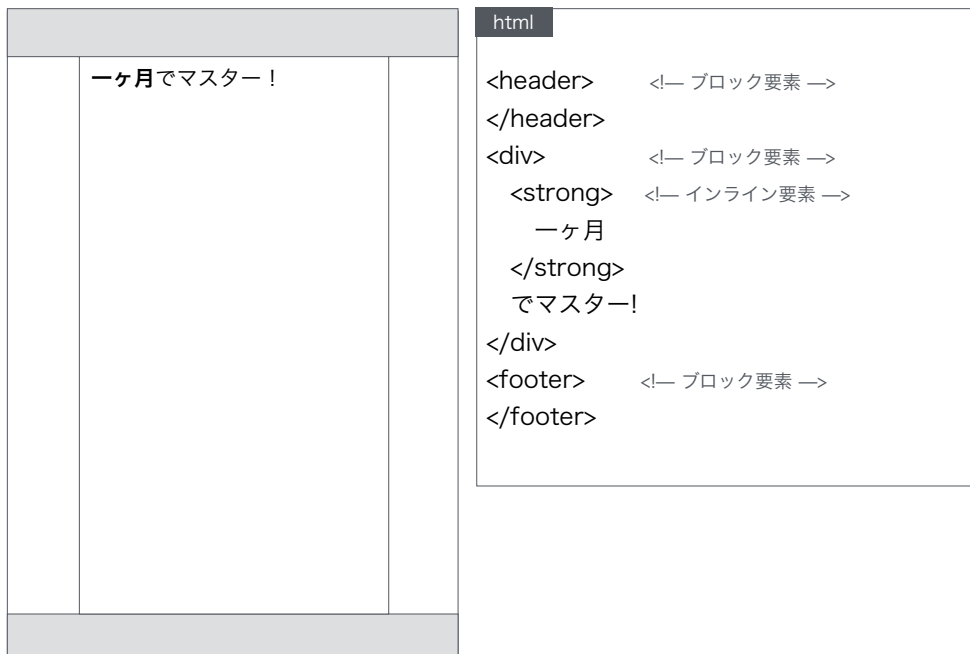 一ヶ月でマスター！
html
<header> <!— ブロック要素 —>
</header>
<div> <!— ブロック要素 —>
<strong> <!— インライン要素 —>
一ヶ月
</strong>
でマスター!
</div>
<footer> <!— ブロック要素 —>
</footer>